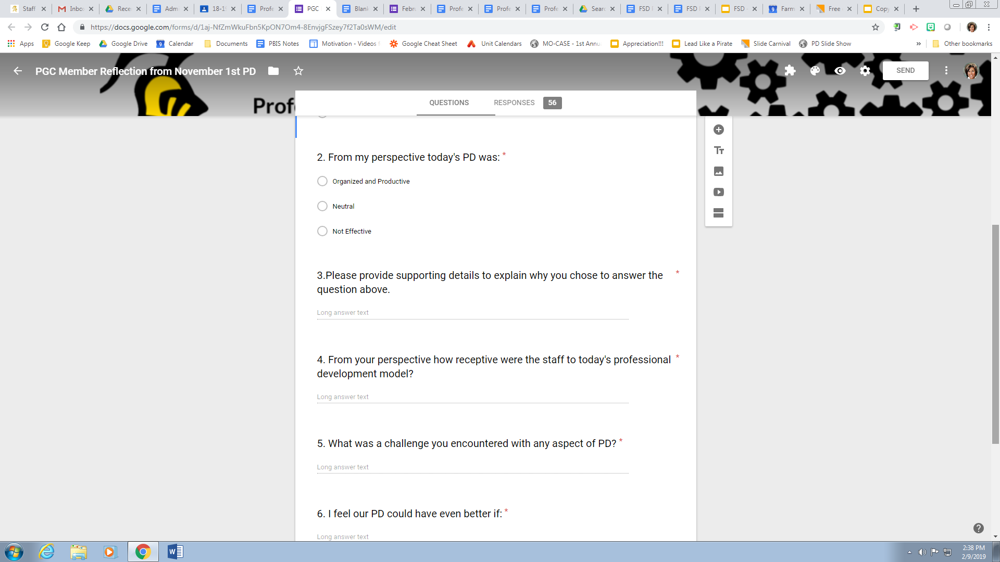 Staff
Inbo
Rece
Adm
18-1
Profe
PGC
Blank
Febru
Profe
Profe
Profe
Searc
FSD
FSD
FSD
Farm
Free
Copy
https://docs.google.com/forms/d/1aj-NfZmWkuFbn5KpON7Om4-8EnvjgFSzey7f2Ta0sWM/edit
Apps Google Keep Google Drive 9 Calendar Documents PBIS Notes Motivation - Videos Google Cheat Sheet Unit Calendars MO-CASE - 1st Annu Appreciation!!! Lead Like a Pirate Slide Carnival PD Slide Show » Other bookmarks
PGC Member Reflection from November 1st PD
SEND
Prof
QUESTIONS RESPONSES 56
2. From my perspective today's PD was: *
Organized and Productive
Neutral
Not Effective
3.Please provide supporting details to explain why you chose to answer the *
question above.
Long answer text
4. From your perspective how receptive were the staff to today's professional *
development model?
Long answer text
5. What was a challenge you encountered with any aspect of PD? *
Long answer text
6. I feel our PD could have even better if: *
Long answer text
2:38 PM
2/9/2019